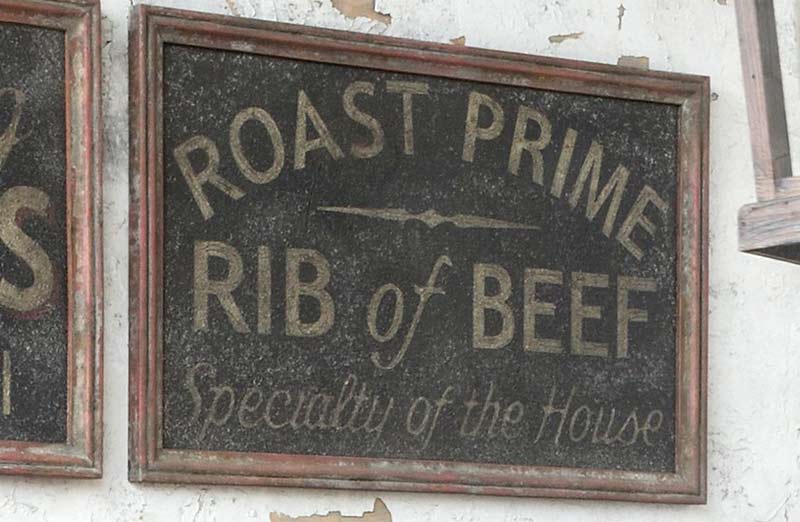 ROAST PRIME
RIB of BEEF
Specialty of the House